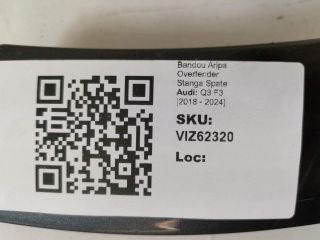 Bandou Aripa
Overfender
Stanga Spate
Audi: Q3 F3
[2018 - 2024]
SKU:
VIZ62320
Loc: